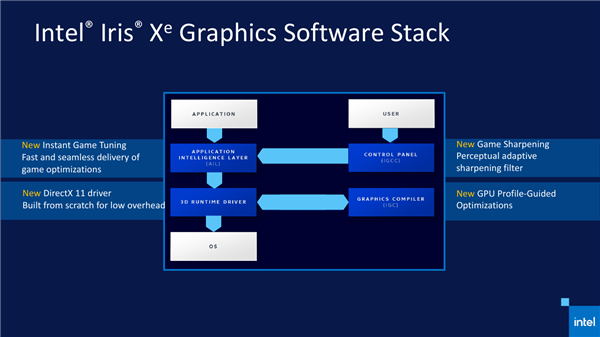 Intel® Iris® Xe Graphics Software Stack
APPLICATION
USER
New Instant Game Tuning
Fast and seamless delivery of
game optimizations
APPLICATION
INTELLIGENCE LAYER
(AIL)
CONTROL PANEL
(IGCC)
New Game Sharpening
Perceptual adaptive
sharpening filter
New DirectX 11 driver
Built from scratch for low overhead
3D RUNTIME DRIVER
GRAPHICS COMPILER
(IGC)
New GPU Profile-Guided
Optimizations
OS
intel